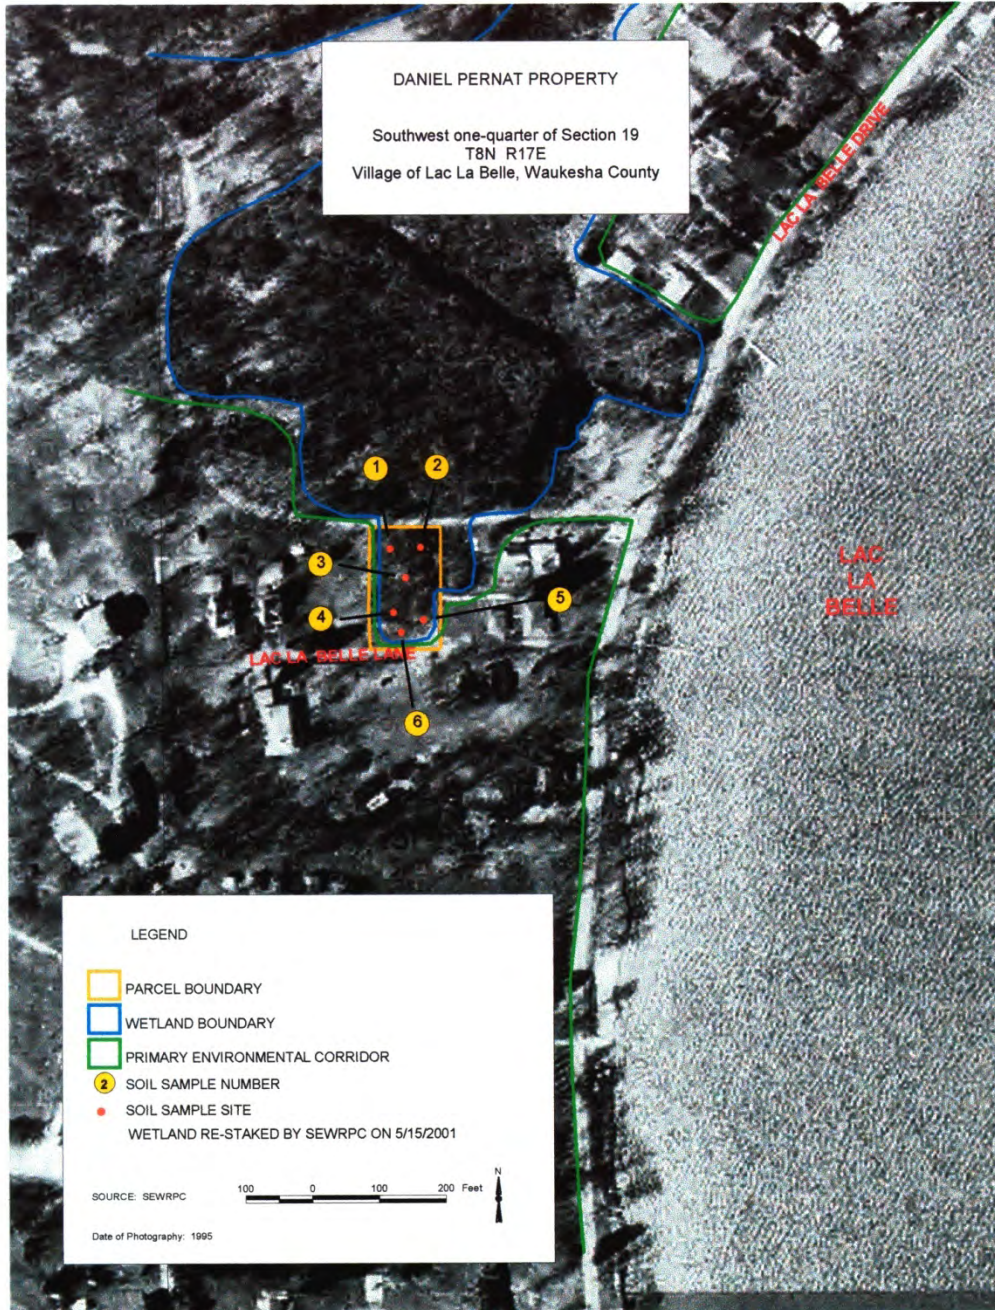 DANIEL PERNAT PROPERTY
Southwest one-quarter of Section 19
T8N R17E
Village of Lac La Belle, Waukesha County
LAC LA BELLE DRIVE
1
2
3
4
5
6
LAC
LA
BELLE
LAC LA BELLE LANE
LEGEND
PARCEL BOUNDARY
WETLAND BOUNDARY
PRIMARY ENVIRONMENTAL CORRIDOR
2 SOIL SAMPLE NUMBER
SOIL SAMPLE SITE
WETLAND RE-STAKED BY SEWRPC ON 5/15/2001
N
100 0 100 200 Feet
SOURCE: SEWRPC
Date of Photography: 1995